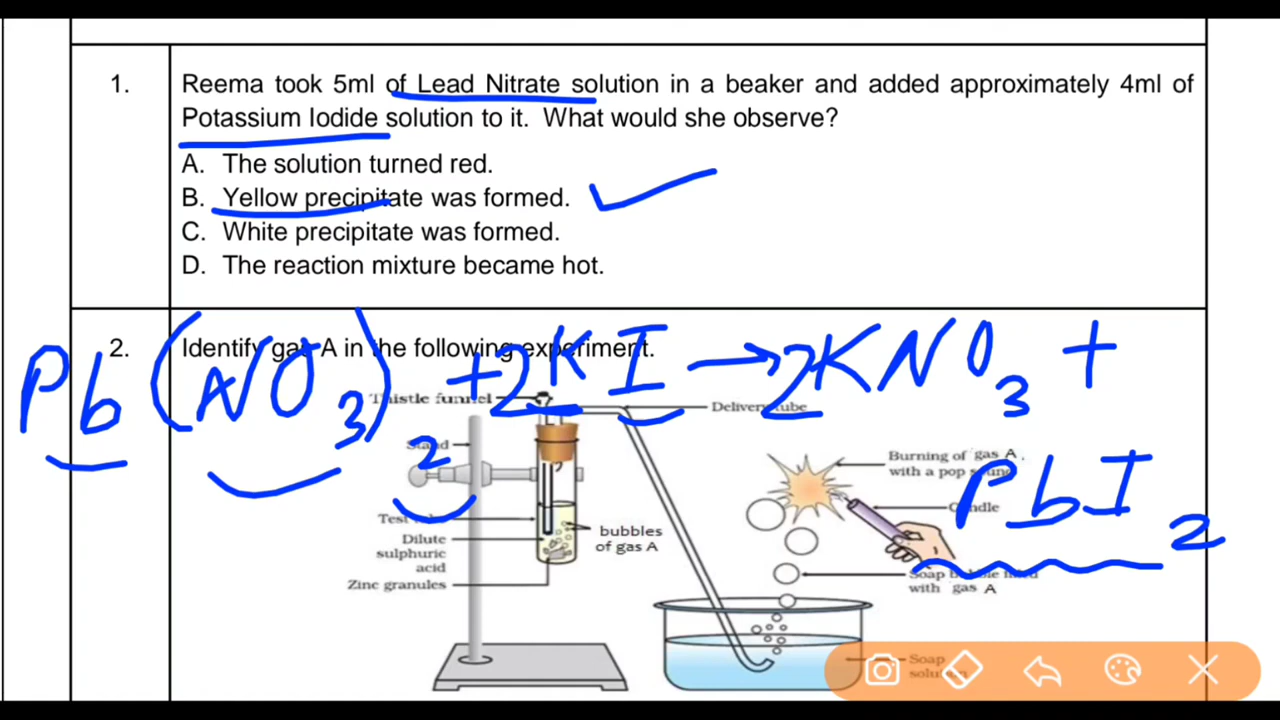 1. Reema took 5ml of Lead Nitrate solution in a beaker and added approximately 4ml of
Potassium Iodide solution to it. What would she observe?
A. The solution turned red.
B. Yellow precipitate was formed.
C. White precipitate was formed.
D. The reaction mixture became hot.
2. Identify gas A in the following experiment.
Pb(NO3)2 + 2KI → 2KNO3 +
PbI2
Thistle funnel
Delivery tube
Stand
Burning of gas A
with a pop sound
Candle
Test tube
bubbles
of gas A
Dilute
sulphuric
acid
Zinc granules
Soap bubble filled
with gas A
Soap
solution